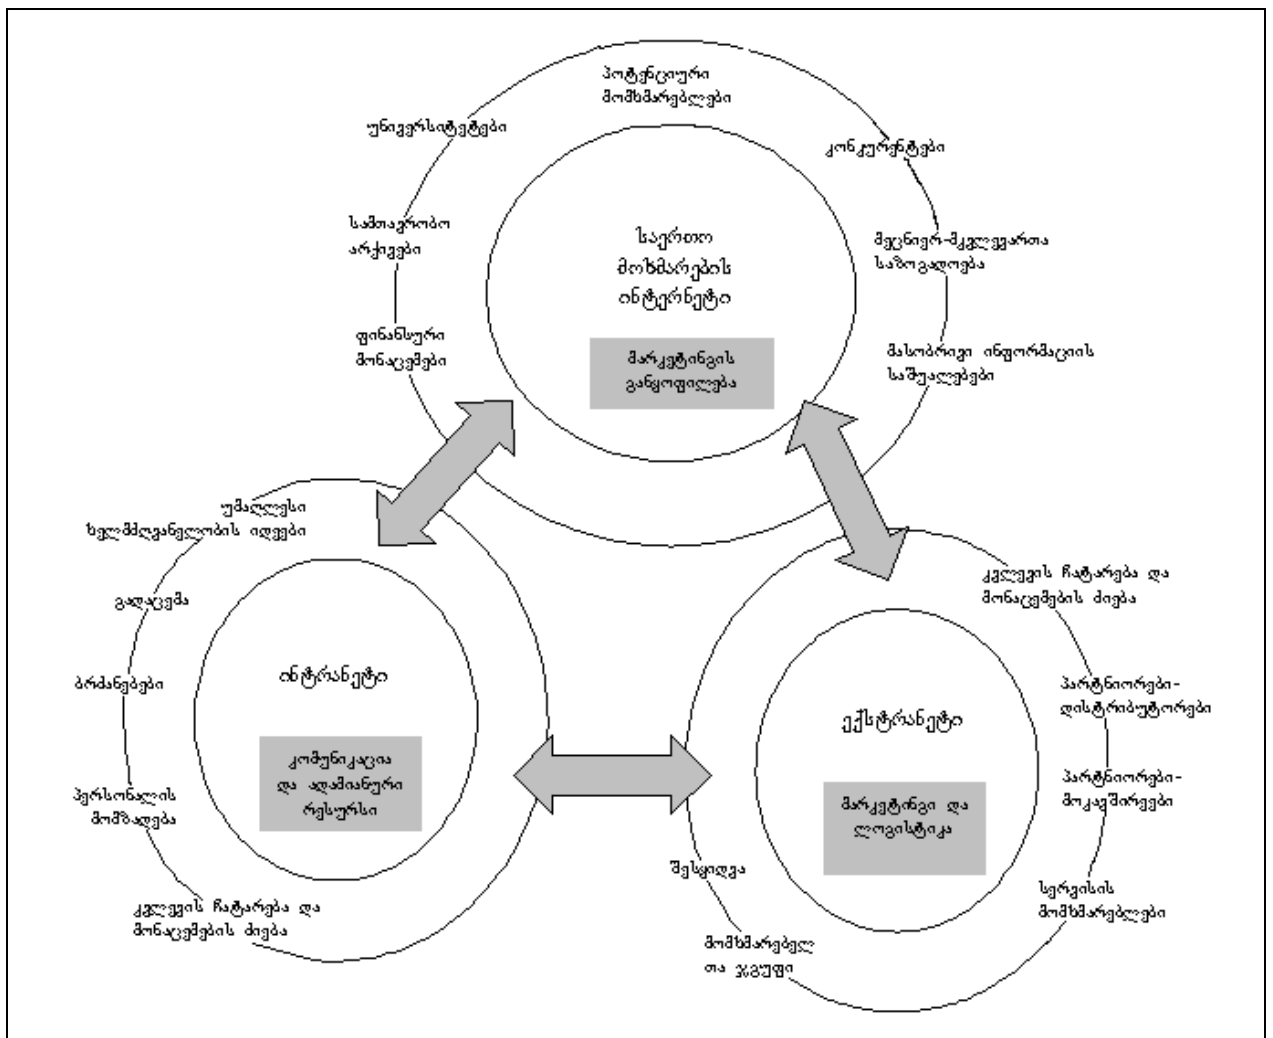 პოტენციური
მომხმარებლები
უნივერსიტეტები
კონკურენტები
სამთავრობო
არქივები
მეცნიერ-მკვლევართა
საზოგადოება
ფინანსური
მონაცემები
მასობრივი ინფორმაციის
საშუალებები
საერთო
მოხმარების
ინტერნეტი
მარკეტინგის
განყოფილება
უმაღლესი
ხელმძღვანელობის იდეები
გადაცემა
ბრძანებები
პერსონალის
მომზადება
კვლევის ჩატარება და
მონაცემების ძიება
ინტრანეტი
კომუნიკაცია
და ადამიანური
რესურსი
კვლევის ჩატარება და
მონაცემების ძიება
პარტნიორები-
დისტრიბუტორები
პარტნიორები-
მოკავშირეები
სერვისის
მომხმარებლები
შესყიდვა
მომხმარებელ
თა ჯგუფი
ექსტრანეტი
მარკეტინგი და
ლოგისტიკა